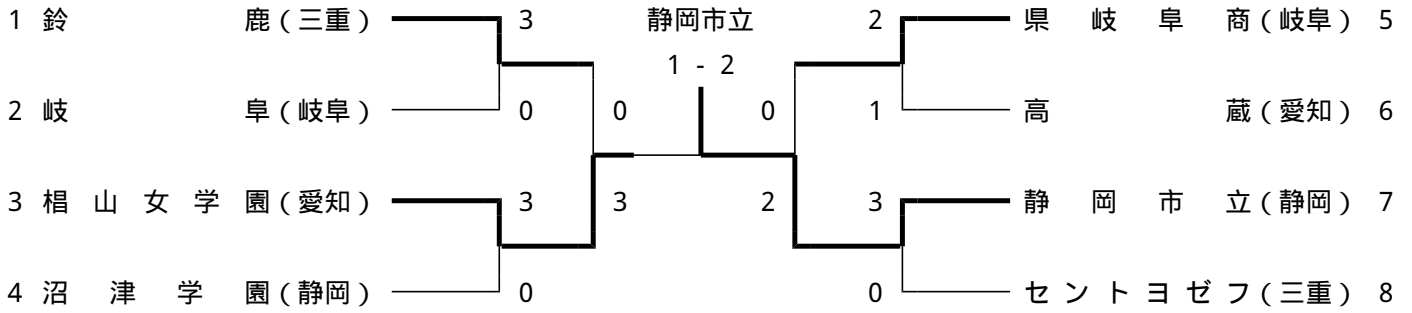 1 鈴鹿(三重) 3 静岡市立 2 県岐阜商(岐阜) 5
1 - 2
2 岐阜(岐阜) 0 0 0 1 高蔵(愛知) 6
3 椙山女学園(愛知) 3 3 2 3 静岡市立(静岡) 7
4 沼津学園(静岡) 0 0 セントヨゼフ(三重) 8